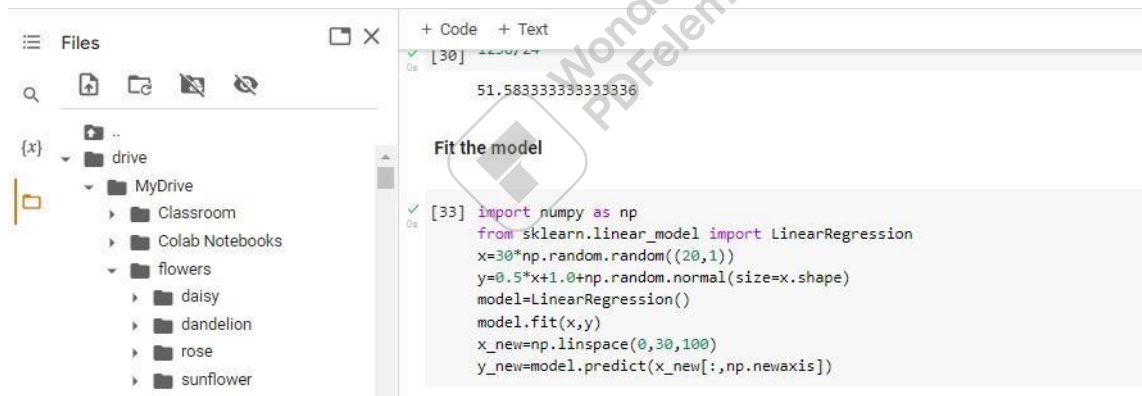 Files
..
{x}
drive
MyDrive
Classroom
Colab Notebooks
flowers
daisy
dandelion
rose
sunflower
+ Code + Text
[30]
0s
51.583333333333336
Fit the model
[33] import numpy as np
0s
from sklearn.linear_model import LinearRegression
x=30*np.random.random((20,1))
y=0.5*x+1.0+np.random.normal(size=x.shape)
model=LinearRegression()
model.fit(x,y)
x_new=np.linspace(0,30,100)
y_new=model.predict(x_new[:,np.newaxis])